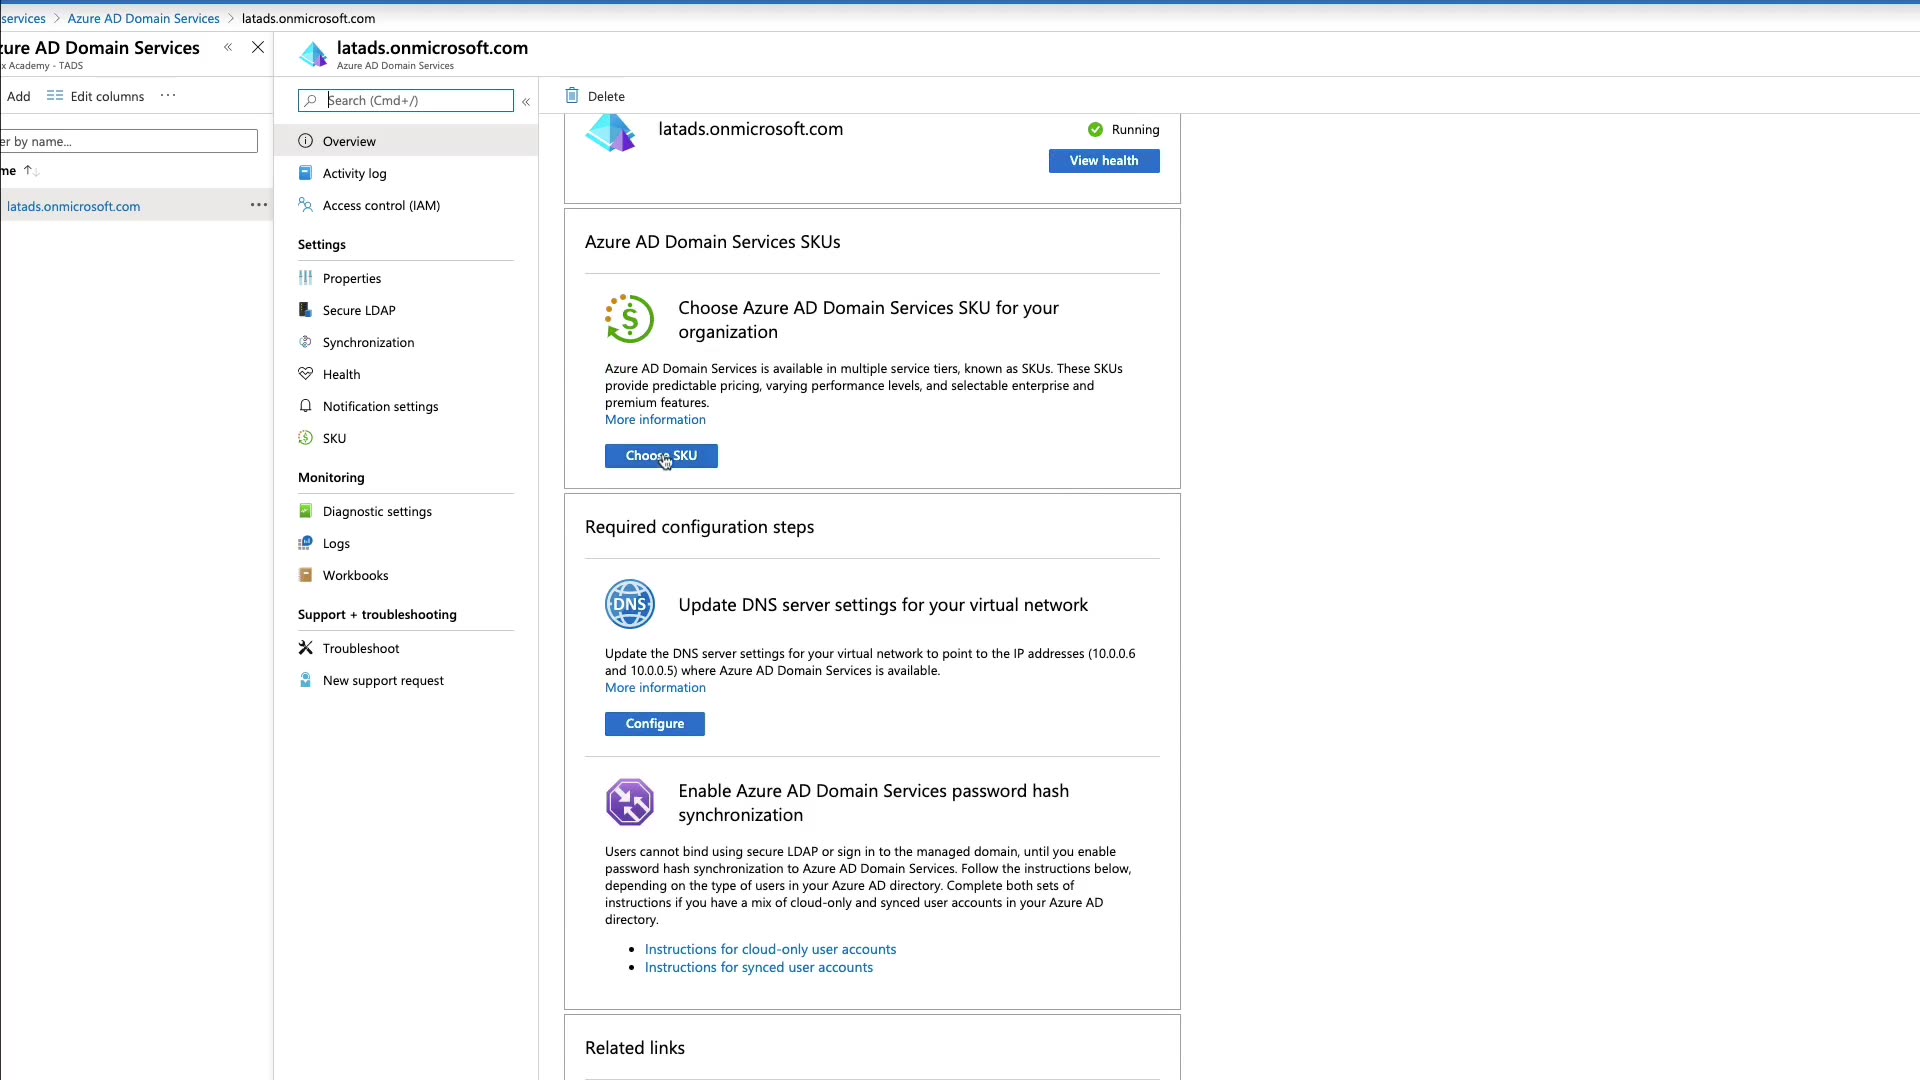 services > Azure AD Domain Services > latads.onmicrosoft.com
zure AD Domain Services
x Academy - TADS
Add Edit columns ...
er by name...
me
latads.onmicrosoft.com ...
latads.onmicrosoft.com
Azure AD Domain Services
Search (Cmd+/)
Overview
Activity log
Access control (IAM)
Settings
Properties
Secure LDAP
Synchronization
Health
Notification settings
SKU
Monitoring
Diagnostic settings
Logs
Workbooks
Support + troubleshooting
Troubleshoot
New support request
Delete
latads.onmicrosoft.com
Running
View health
Azure AD Domain Services SKUs
Choose Azure AD Domain Services SKU for your
organization
Azure AD Domain Services is available in multiple service tiers, known as SKUs. These SKUs
provide predictable pricing, varying performance levels, and selectable enterprise and
premium features.
More information
Choose SKU
Required configuration steps
DNS
Update DNS server settings for your virtual network
Update the DNS server settings for your virtual network to point to the IP addresses (10.0.0.6
and 10.0.0.5) where Azure AD Domain Services is available.
More information
Configure
Enable Azure AD Domain Services password hash
synchronization
Users cannot bind using secure LDAP or sign in to the managed domain, until you enable
password hash synchronization to Azure AD Domain Services. Follow the instructions below,
depending on the type of users in your Azure AD directory. Complete both sets of
instructions if you have a mix of cloud-only and synced user accounts in your Azure AD
directory.
• Instructions for cloud-only user accounts
• Instructions for synced user accounts
Related links